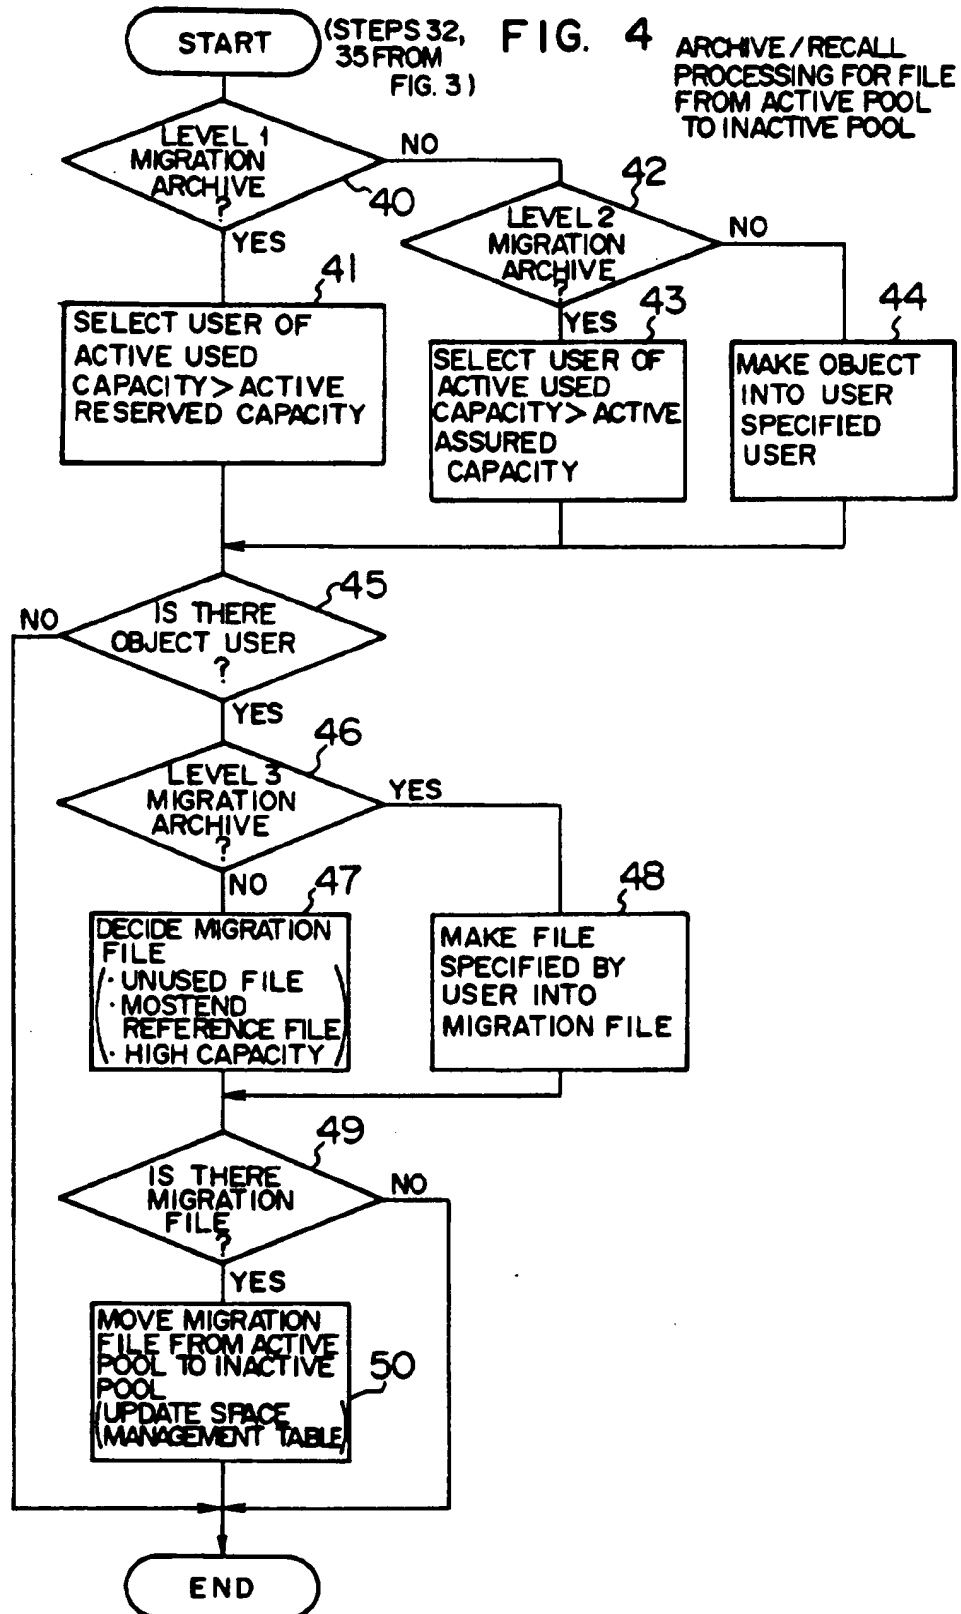 START
(STEPS 32,
35 FROM
FIG. 3)
FIG. 4
ARCHIVE/RECALL
PROCESSING FOR FILE
FROM ACTIVE POOL
TO INACTIVE POOL
LEVEL 1
MIGRATION
ARCHIVE
?
NO
40
YES
LEVEL 2
MIGRATION
ARCHIVE
?
42
NO
YES
41
SELECT USER OF
ACTIVE USED
CAPACITY > ACTIVE
RESERVED CAPACITY
43
SELECT USER OF
ACTIVE USED
CAPACITY > ACTIVE
ASSURED
CAPACITY
44
MAKE OBJECT
INTO USER
SPECIFIED
USER
45
IS THERE
OBJECT USER
?
NO
YES
46
LEVEL 3
MIGRATION
ARCHIVE
?
YES
NO
47
DECIDE MIGRATION
FILE
(· UNUSED FILE
· MOSTEND
REFERENCE FILE
· HIGH CAPACITY)
48
MAKE FILE
SPECIFIED BY
USER INTO
MIGRATION FILE
49
IS THERE
MIGRATION
FILE
?
NO
YES
MOVE MIGRATION
FILE FROM ACTIVE
POOL TO INACTIVE
POOL
(UPDATE SPACE
MANAGEMENT TABLE)
50
END